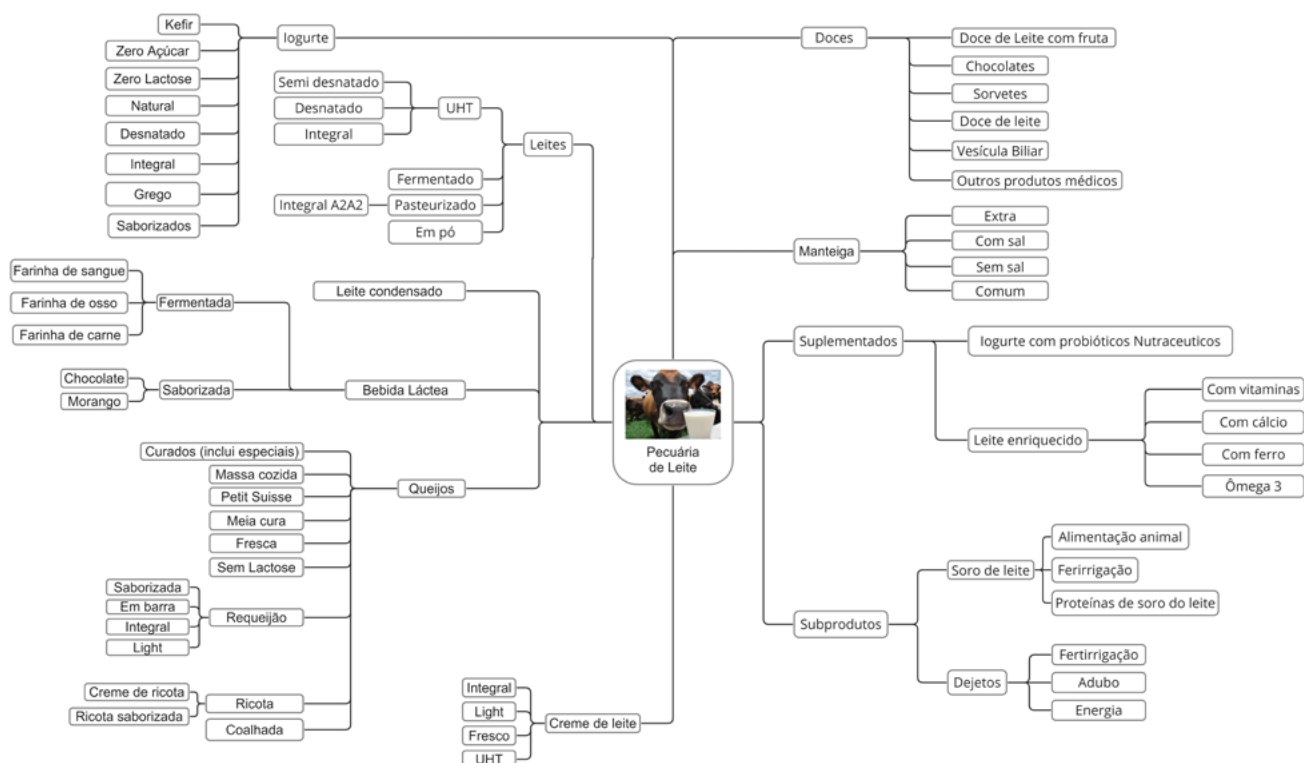 Kefir
Zero Açúcar
Zero Lactose
Natural
Desnatado
Integral
Grego
Saborizados
Iogurte
Semi desnatado
Desnatado
Integral
UHT
Leites
Fermentado
Integral A2A2
Pasteurizado
Em pó
Farinha de sangue
Farinha de osso
Farinha de carne
Fermentada
Leite condensado
Chocolate
Morango
Saborizada
Bebida Láctea
Curados (inclui especiais)
Massa cozida
Petit Suisse
Meia cura
Fresca
Sem Lactose
Queijos
Saborizada
Em barra
Integral
Light
Requeijão
Creme de ricota
Ricota saborizada
Ricota
Coalhada
Integral
Light
Fresco
UHT
Creme de leite
Pecuária
de Leite
Doces
Doce de Leite com fruta
Chocolates
Sorvetes
Doce de leite
Vesícula Biliar
Outros produtos médicos
Manteiga
Extra
Com sal
Sem sal
Comum
Suplementados
Iogurte com probióticos Nutraceuticos
Leite enriquecido
Com vitaminas
Com cálcio
Com ferro
Ômega 3
Subprodutos
Soro de leite
Alimentação animal
Ferirrigação
Proteínas de soro do leite
Dejetos
Fertirrigação
Adubo
Energia